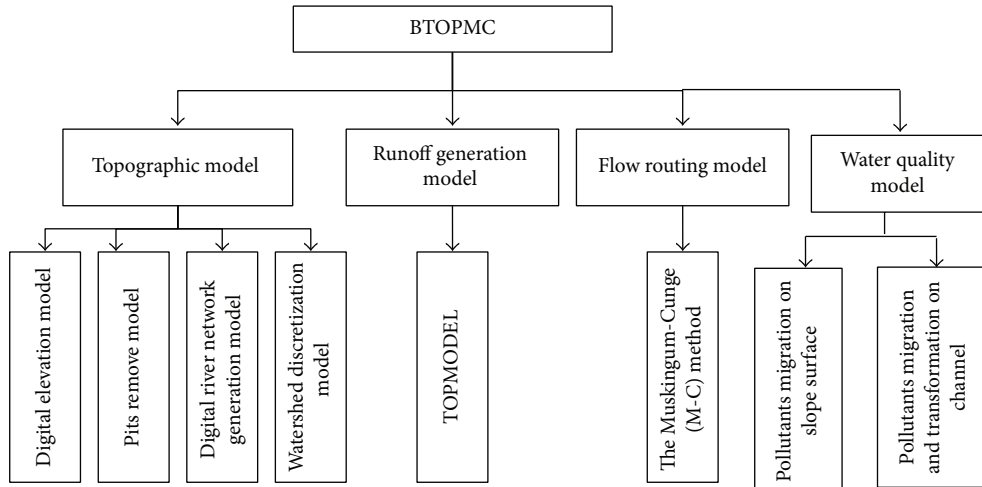 BTOPMC
Topographic model
Runoff generation
model
Flow routing model
Water quality
model
Digital elevation model
Pits remove model
Digital river network
generation model
Watershed discretization
model
TOPMODEL
The Muskingum-Cunge
(M-C) method
Pollutants migration on
slope surface
Pollutants migration
and transformation on
channel